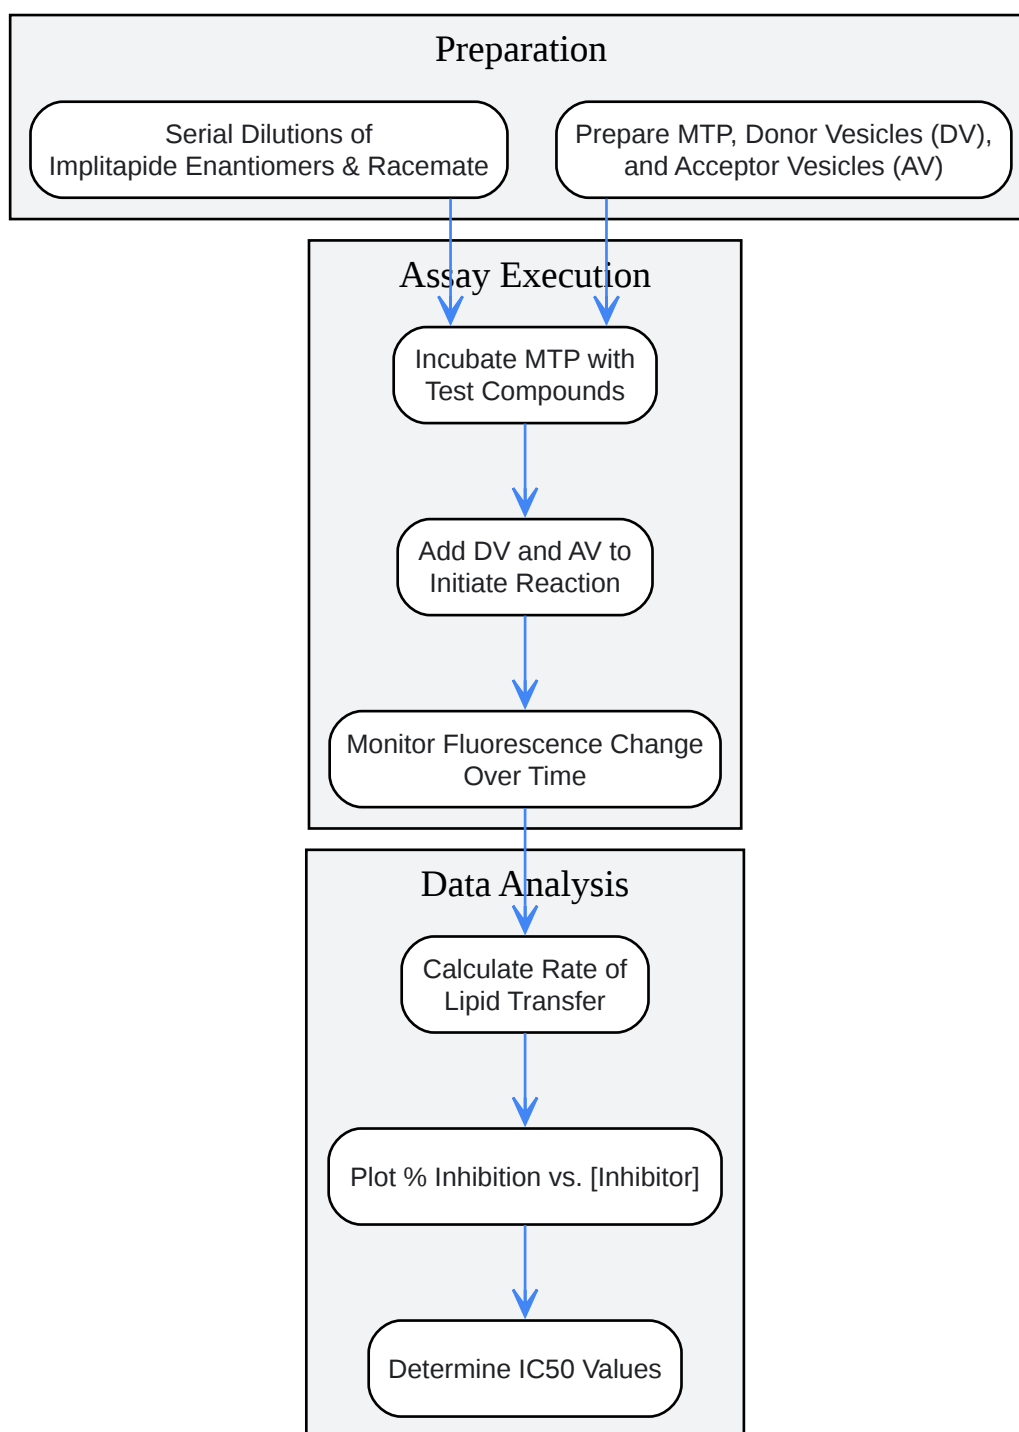 Preparation
Serial Dilutions of
Implitapide Enantiomers & Racemate
Prepare MTP, Donor Vesicles (DV),
and Acceptor Vesicles (AV)
Assay Execution
Incubate MTP with
Test Compounds
Add DV and AV to
Initiate Reaction
Monitor Fluorescence Change
Over Time
Data Analysis
Calculate Rate of
Lipid Transfer
Plot % Inhibition vs. [Inhibitor]
Determine IC50 Values